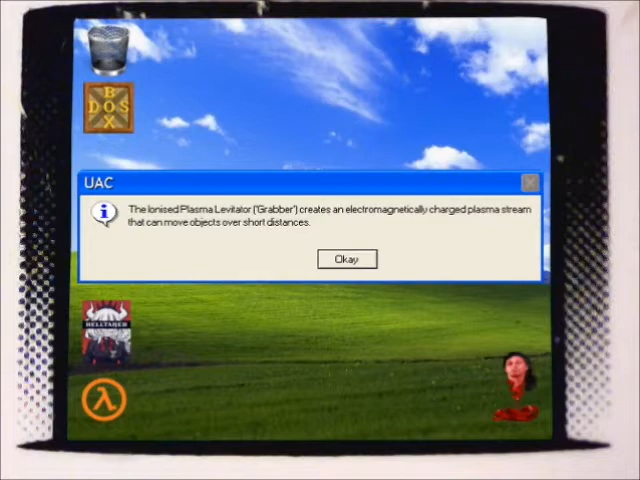 BOX
DOS
UAC
The Ionised Plasma Levitator ('Grabber') creates an electromagnetically charged plasma stream
that can move objects over short distances.
Okay
HELLTAKER
λ